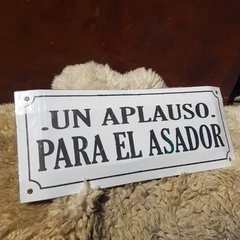 .UN APLAUSO.
PARA EL ASADOR